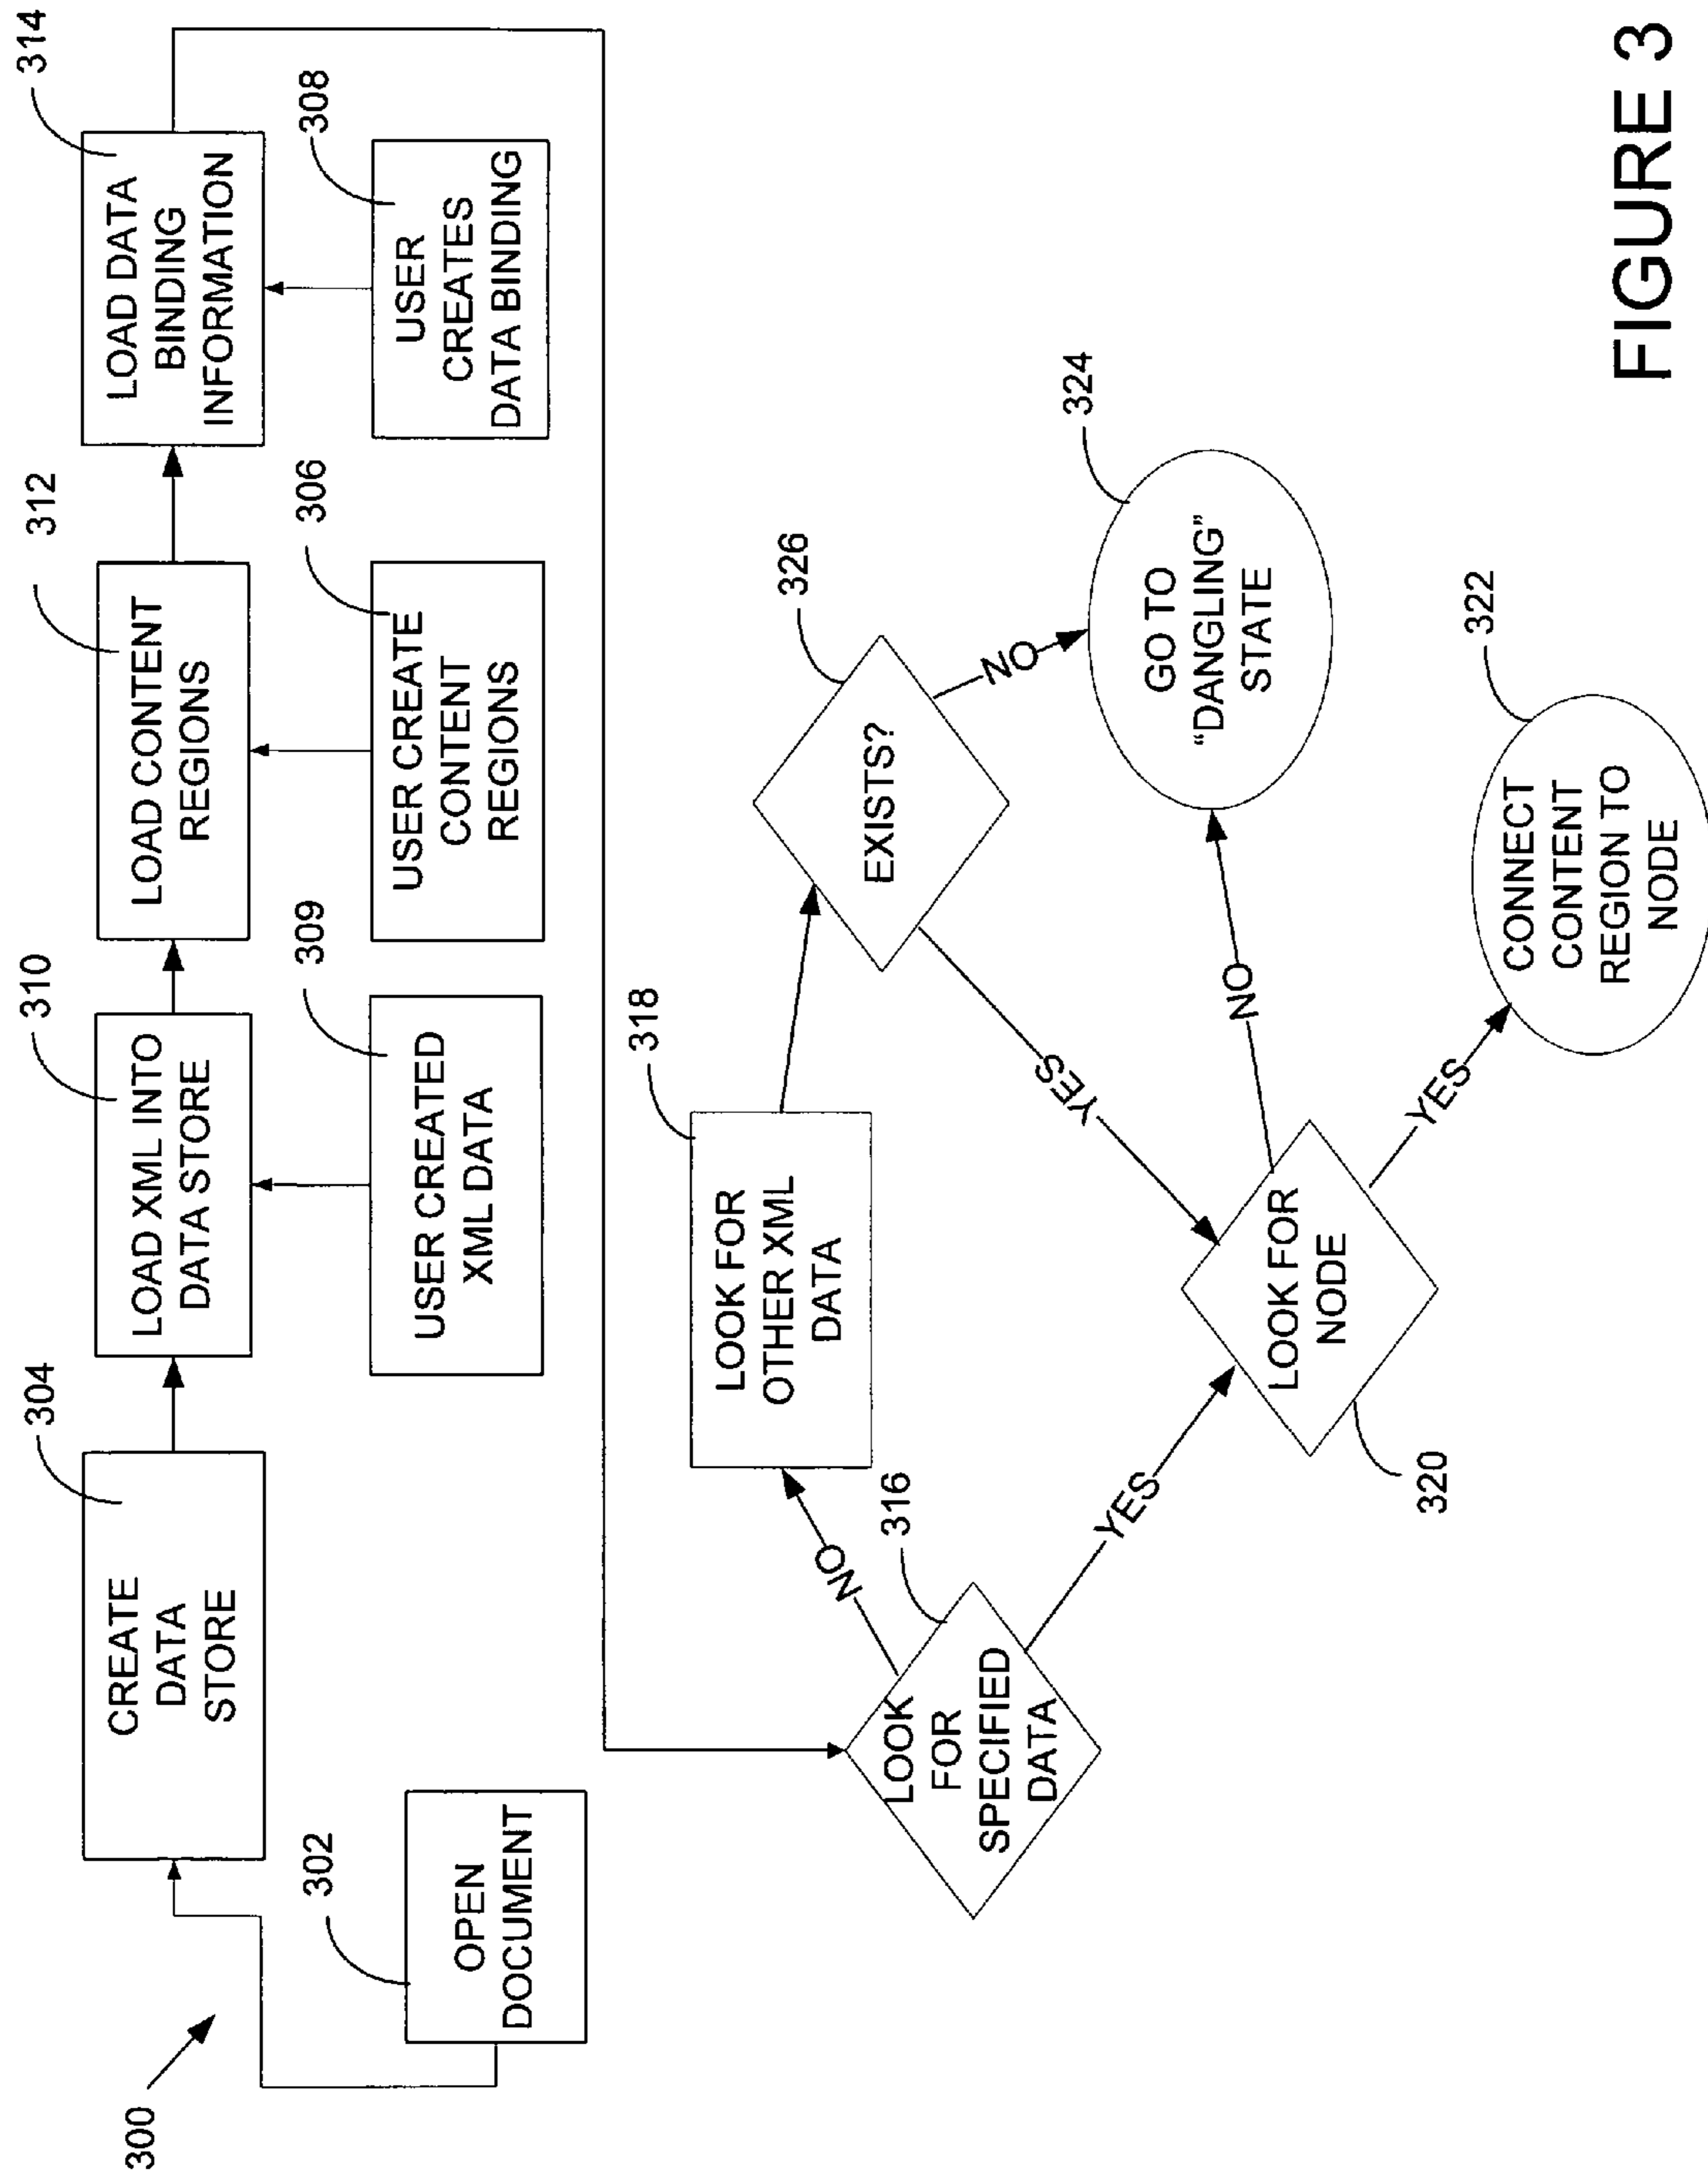 300
302
OPEN
DOCUMENT
304
CREATE
DATA
STORE
310
LOAD XML INTO
DATA STORE
309
USER CREATED
XML DATA
312
LOAD CONTENT
REGIONS
306
USER CREATE
CONTENT
REGIONS
314
LOAD DATA
BINDING
INFORMATION
308
USER
CREATES
DATA BINDING
316
LOOK
FOR
SPECIFIED
DATA
NO
YES
318
LOOK FOR
OTHER XML
DATA
326
EXISTS?
YES
NO
320
LOOK FOR
NODE
NO
YES
324
GO TO
“DANGLING”
STATE
322
CONNECT
CONTENT
REGION TO
NODE
FIGURE 3